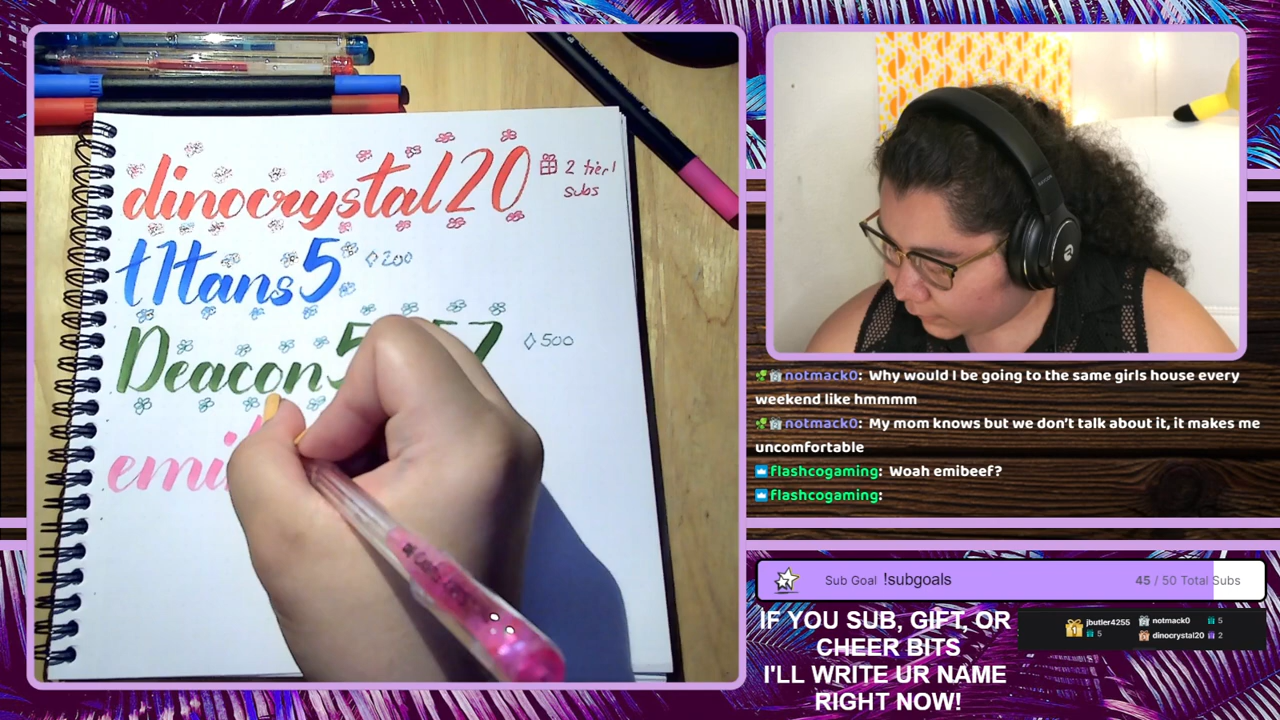 dinocrystal20
2 tier 1
subs
t1tans5
200
500
notmack0: Why would I be going to the same girls house every
weekend like hmmmm
notmack0: My mom knows but we don't talk about it, it makes me
uncomfortable
flashcogaming: Woah emibeef?
flashcogaming:
Sub Goal !subgoals
45 / 50 Total Subs
IF YOU SUB, GIFT, OR
CHEER BITS
I'LL WRITE UR NAME
RIGHT NOW!
jbutler4255
5
notmack0 5
dinocrystal20 2